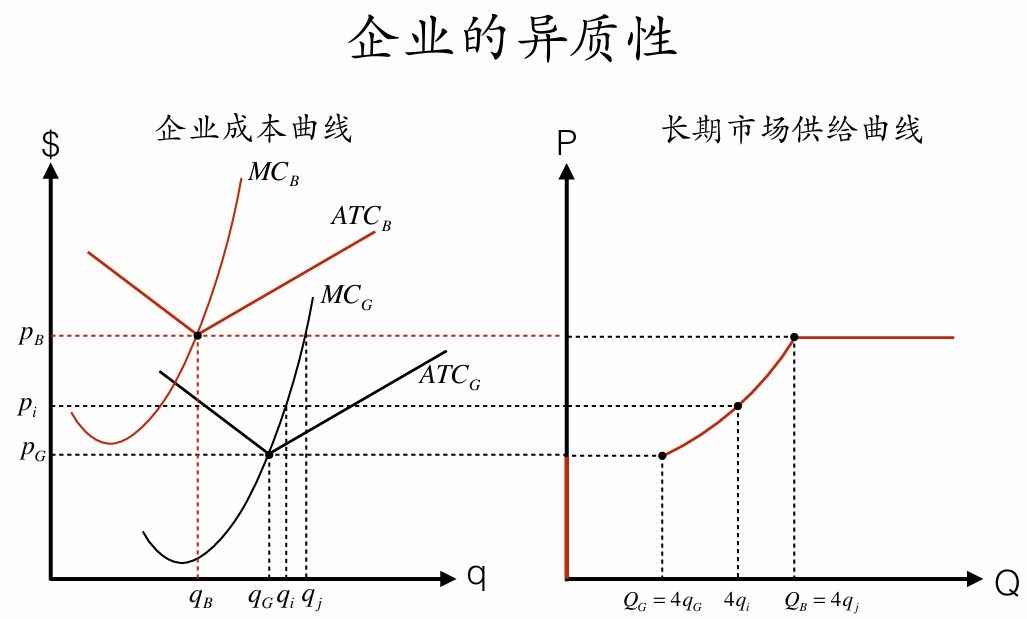 企业的异质性
企业成本曲线
长期市场供给曲线
$
P
MC_B
ATC_B
MC_G
p_B
ATC_G
p_i
p_G
q
Q
q_B
q_G
q_i
q_j
Q_G = 4q_G
4q_i
Q_B = 4q_j